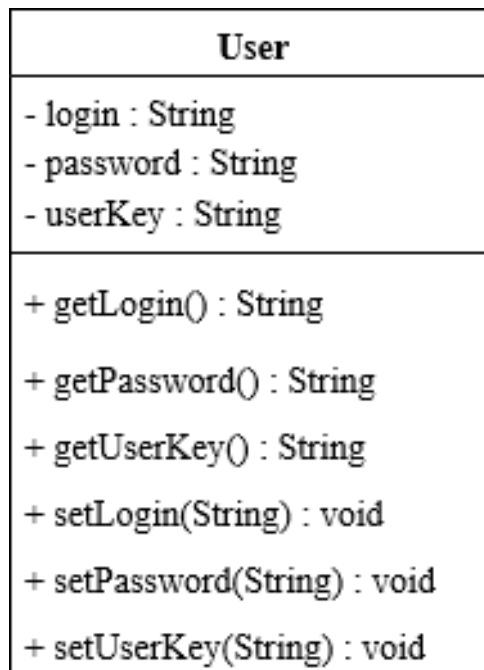 User
- login : String
- password : String
- userKey : String
+ getLogin() : String
+ getPassword() : String
+ getUserKey() : String
+ setLogin(String) : void
+ setPassword(String) : void
+ setUserKey(String) : void